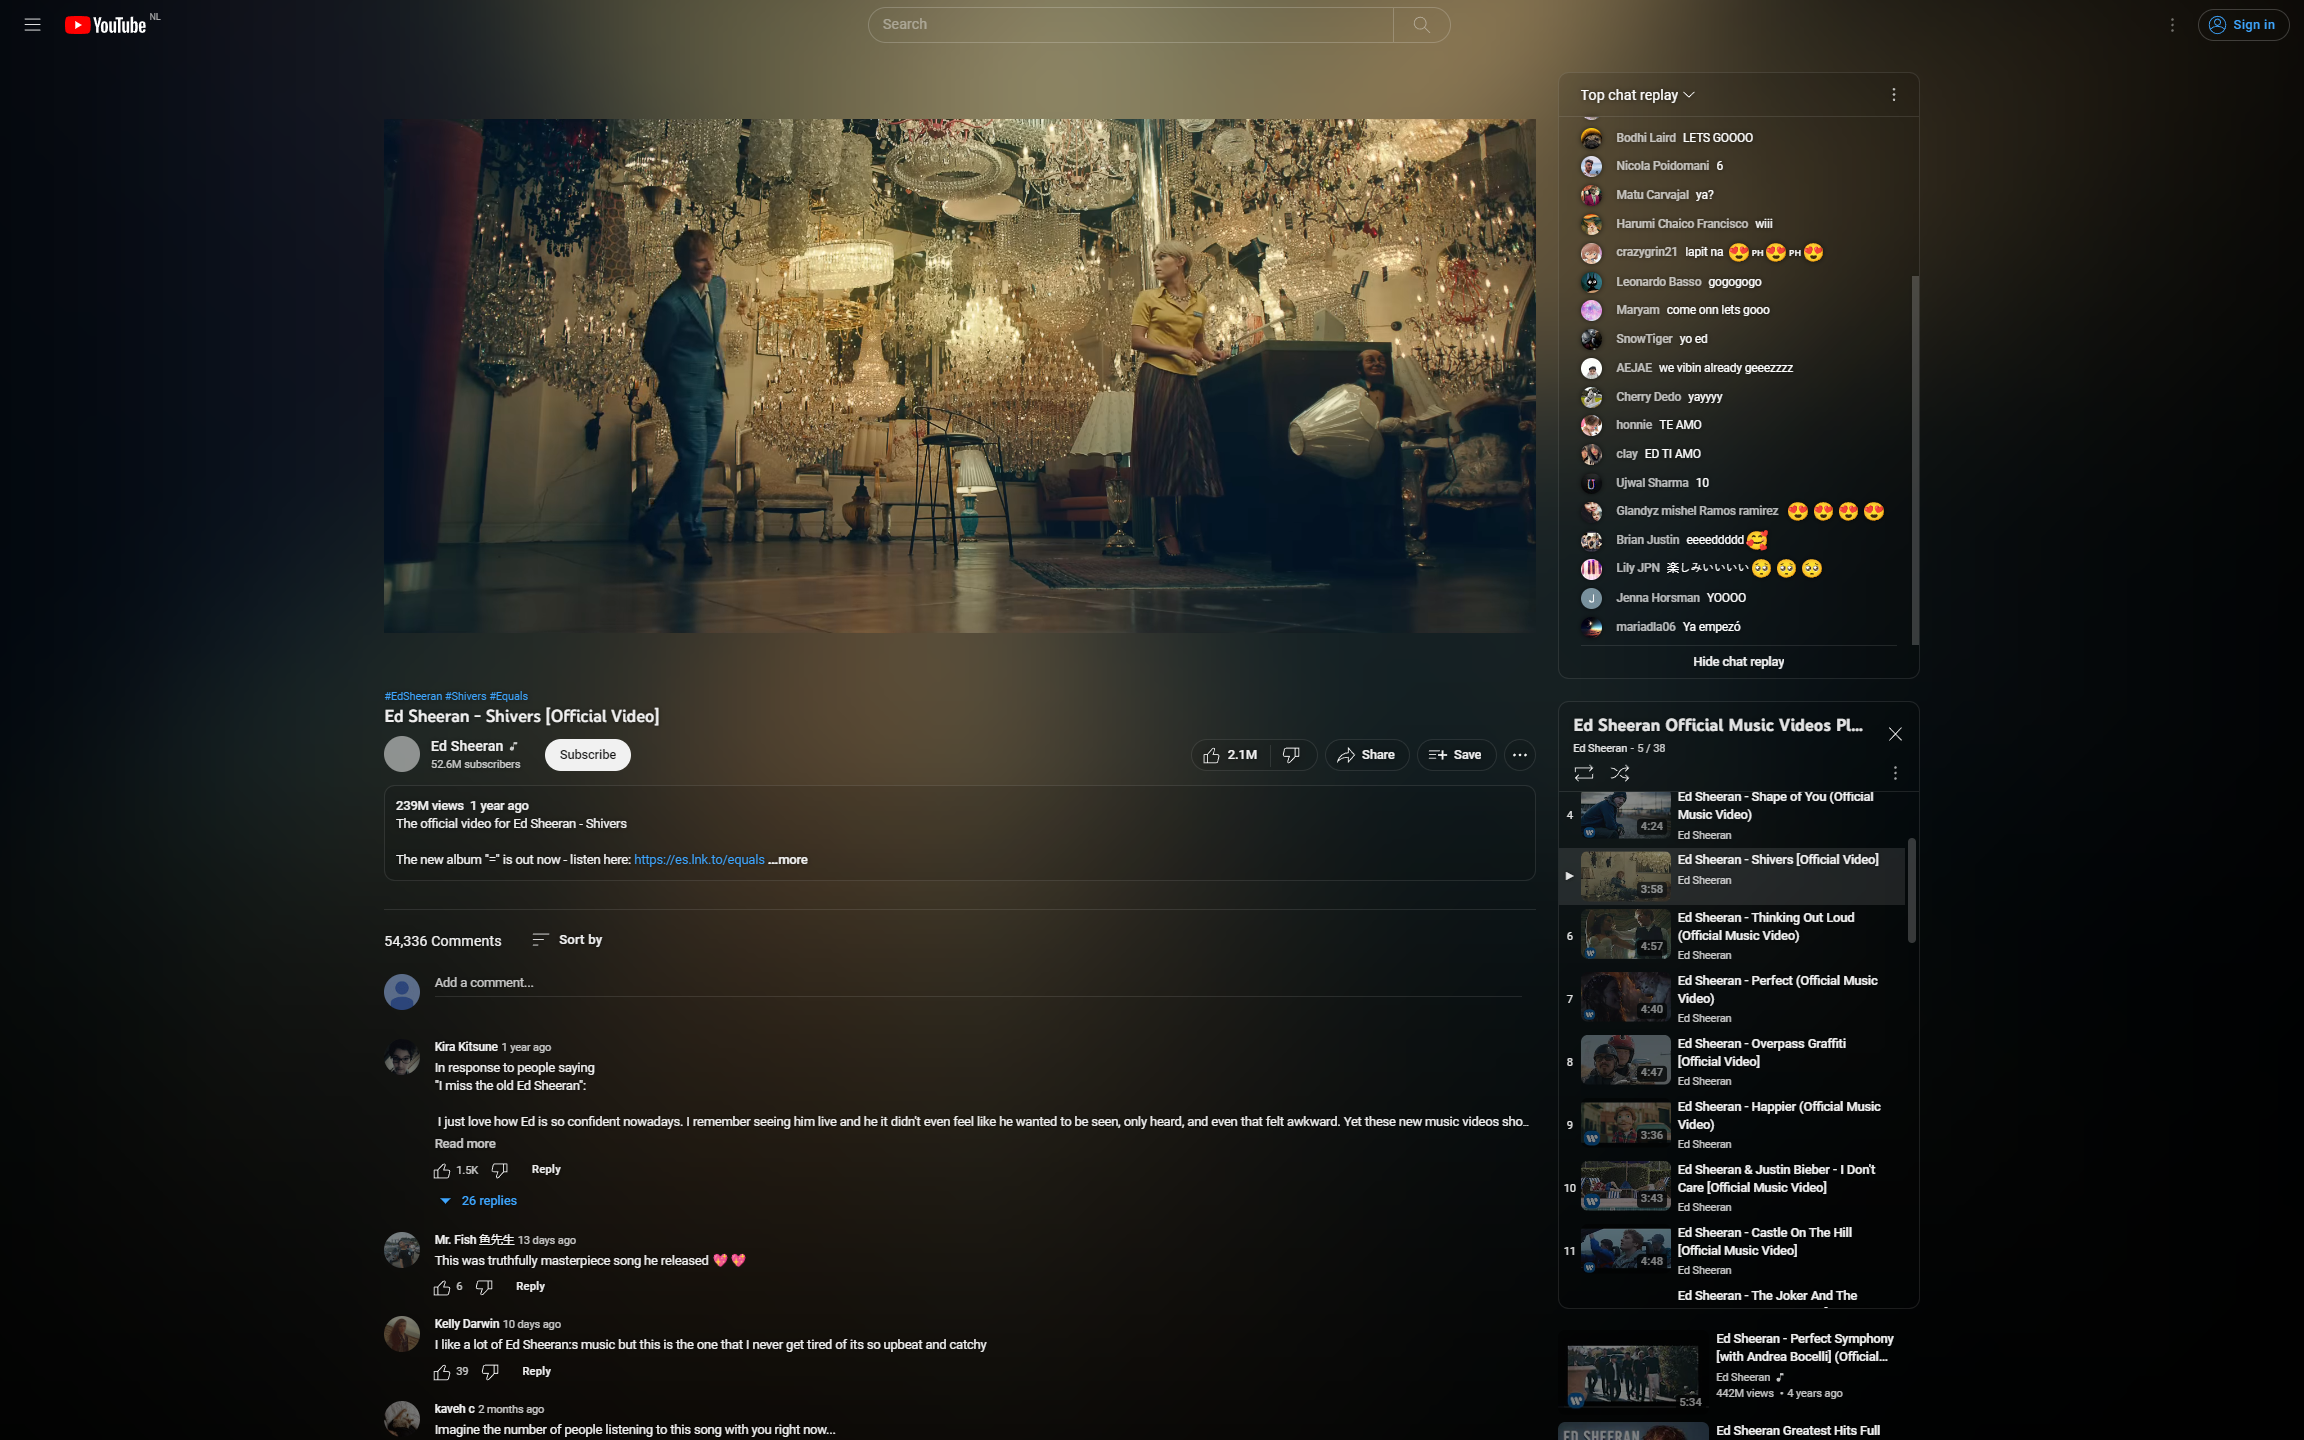 YouTube NL
Search
Sign in
Top chat replay
Bodhi Laird LETS GOOOO
Nicola Poidomani 6
Matu Carvajal ya?
Harumi Chaico Francisco wiii
crazygrin21 lapit na 😍 PH 😍 PH 😍
Leonardo Basso gogogogo
Maryam come onn lets gooo
SnowTiger yo ed
AEJAE we vibin already geeezzzz
Cherry Dedo yayyyy
honnie TE AMO
clay ED TI AMO
Ujwal Sharma 10
Glandyz mishel Ramos ramirez 😍 😍 😍 😍
Brian Justin eeeeddddd🥰
Lily JPN 楽しみいいいい🥺 🥺 🥺
J Jenna Horsman YOOOO
mariadla06 Ya empezó
Hide chat replay
#EdSheeran #Shivers #Equals
Ed Sheeran - Shivers [Official Video]
Ed Sheeran
52.6M subscribers
Subscribe
2.1M
Share
Save
239M views 1 year ago
The official video for Ed Sheeran - Shivers
The new album "=" is out now - listen here: https://es.lnk.to/equals ...more
54,336 Comments
Sort by
Add a comment...
Kira Kitsune 1 year ago
In response to people saying
"I miss the old Ed Sheeran":
I just love how Ed is so confident nowadays. I remember seeing him live and he it didn't even feel like he wanted to be seen, only heard, and even that felt awkward. Yet these new music videos sho..
Read more
1.5K
Reply
26 replies
Mr. Fish 鱼先生 13 days ago
This was truthfully masterpiece song he released 💖 💖
6
Reply
Kelly Darwin 10 days ago
I like a lot of Ed Sheeran:s music but this is the one that I never get tired of its so upbeat and catchy
39
Reply
kaveh c 2 months ago
Imagine the number of people listening to this song with you right now...
Ed Sheeran Official Music Videos Pl...
Ed Sheeran - 5 / 38
4
4:24
Ed Sheeran - Shape of You (Official
Music Video)
Ed Sheeran
3:58
Ed Sheeran - Shivers [Official Video]
Ed Sheeran
6
4:57
Ed Sheeran - Thinking Out Loud
(Official Music Video)
Ed Sheeran
7
4:40
Ed Sheeran - Perfect (Official Music
Video)
Ed Sheeran
8
4:47
Ed Sheeran - Overpass Graffiti
[Official Video]
Ed Sheeran
9
3:36
Ed Sheeran - Happier (Official Music
Video)
Ed Sheeran
10
3:43
Ed Sheeran & Justin Bieber - I Don't
Care [Official Music Video]
Ed Sheeran
11
4:48
Ed Sheeran - Castle On The Hill
[Official Music Video]
Ed Sheeran
Ed Sheeran - The Joker And The
5:34
Ed Sheeran - Perfect Symphony
[with Andrea Bocelli] (Official...
Ed Sheeran
442M views • 4 years ago
ED SHEERAN
Ed Sheeran Greatest Hits Full